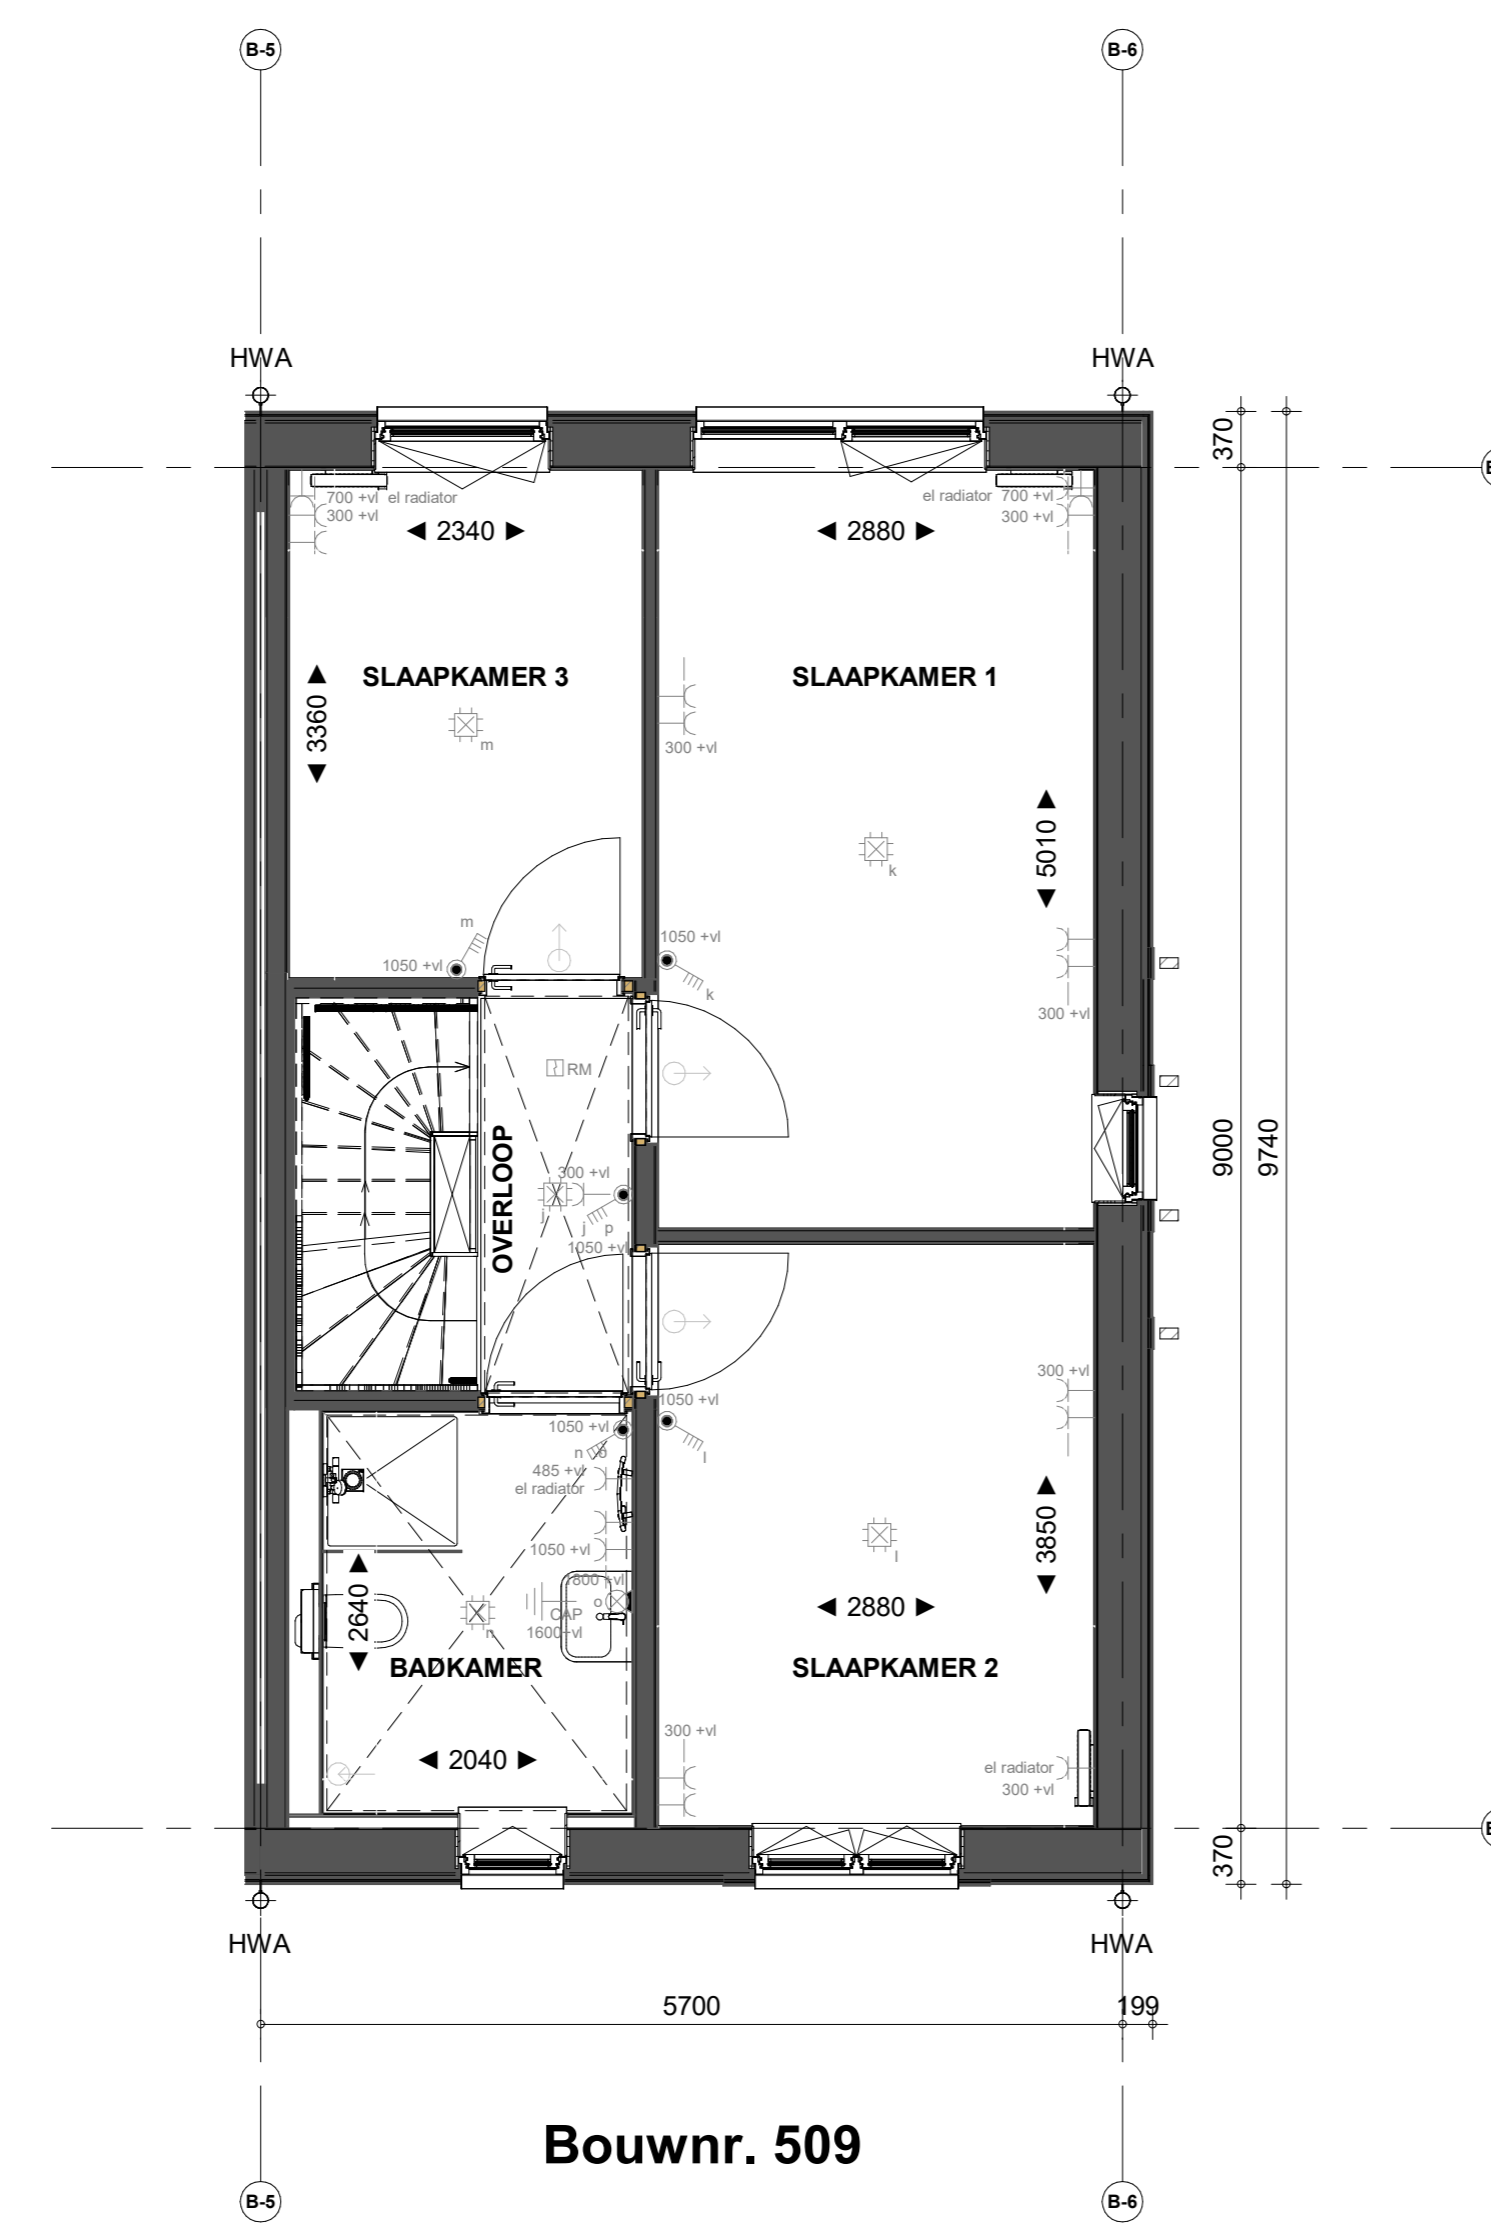 B-5
B-6
HWA
HWA
370
700 +vl el radiator
300 +vl
el radiator 700 +vl
300 +vl
◄ 2340 ►
◄ 2880 ►
SLAAPKAMER 3
SLAAPKAMER 1
◄ 3360 ►
m
300 +vl
◄ 5010 ►
k
m
1050 +vl
1050 +vl
k
300 +vl
RM
OVERLOOP
300 +vl
j
j p
1050 +vl
9000
9740
300 +vl
1050 +vl
1050 +vl
l
n o
485 +vl
el radiator
1050 +vl
1800 +vl
o
CAP
1600+vl
n
◄ 2640 ►
BADKAMER
◄ 2040 ►
l
◄ 3850 ►
◄ 2880 ►
SLAAPKAMER 2
300 +vl
el radiator
300 +vl
370
HWA
HWA
5700
199
Bouwnr. 509
B-5
B-6